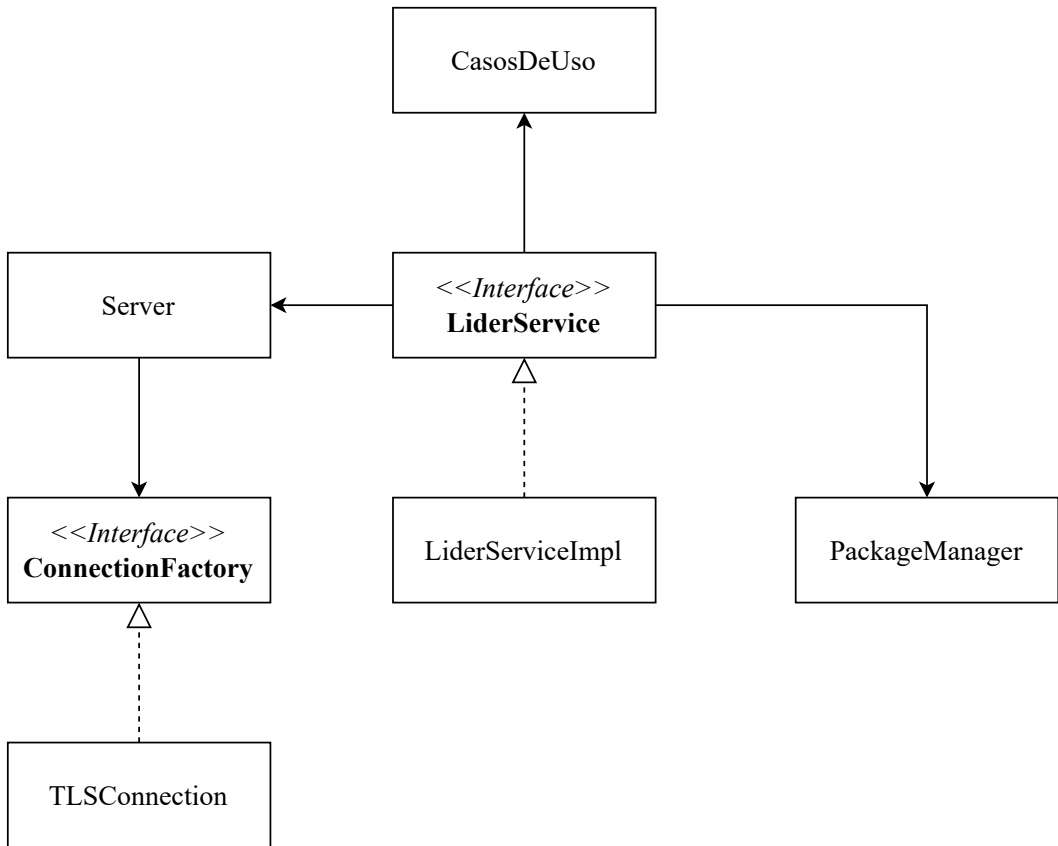 CasosDeUso
Server
<<Interface>>
LiderService
<<Interface>>
ConnectionFactory
LiderServiceImpl
PackageManager
TLSConnection